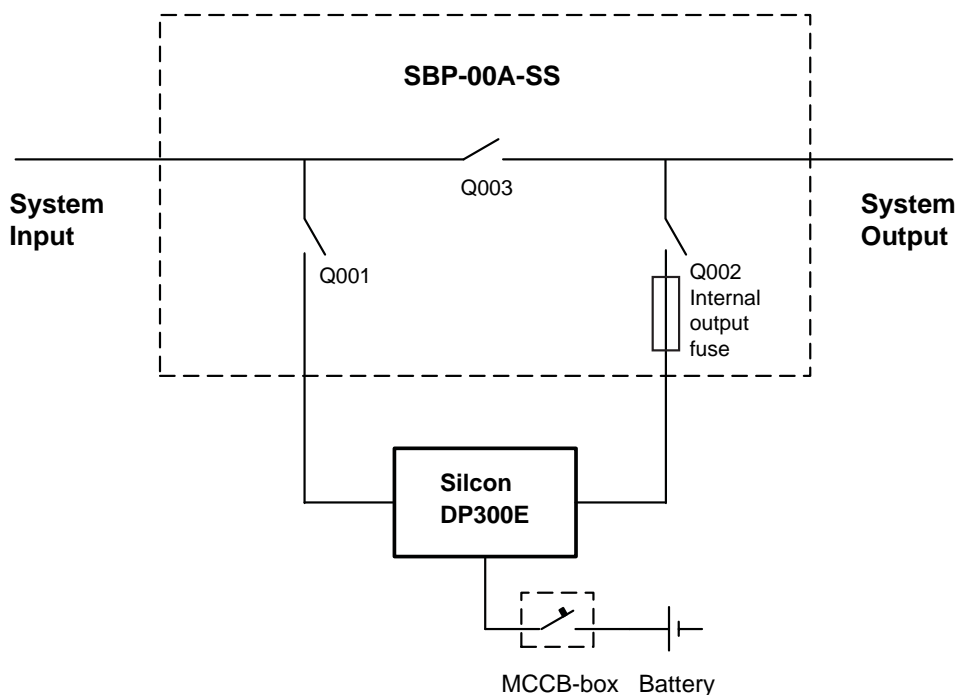 SBP-00A-SS
Q003
System
Input
System
Output
Q001
Q002
Internal
output
fuse
Silcon
DP300E
MCCB-box
Battery